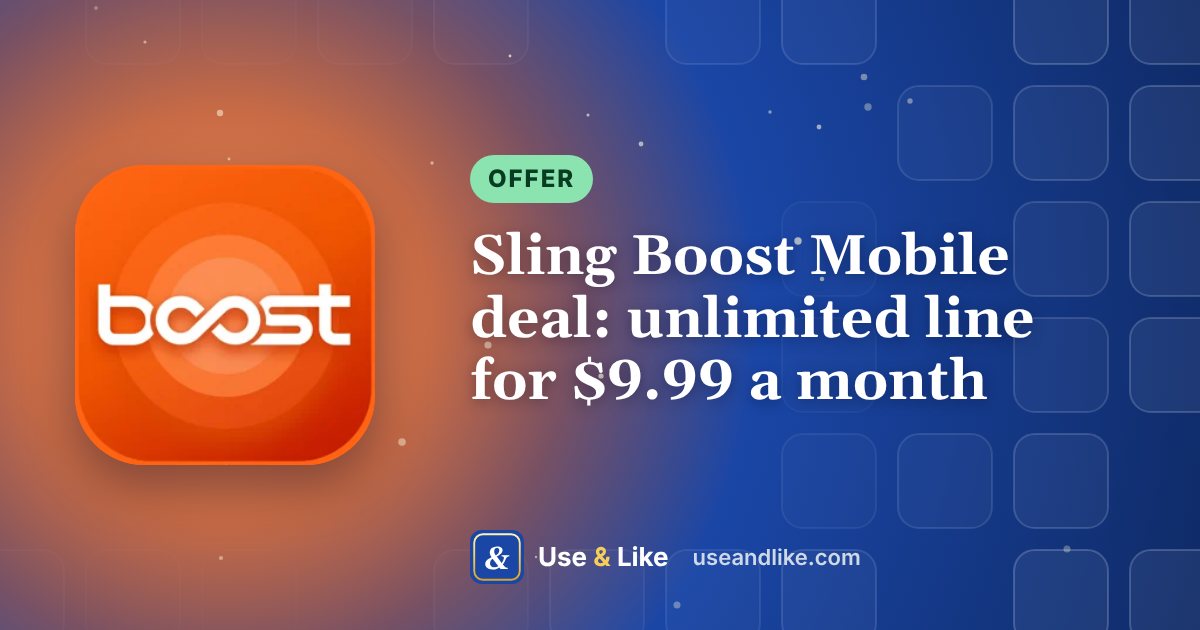 boost
OFFER
Sling Boost Mobile
deal: unlimited line
for $9.99 a month
& Use & Like useandlike.com